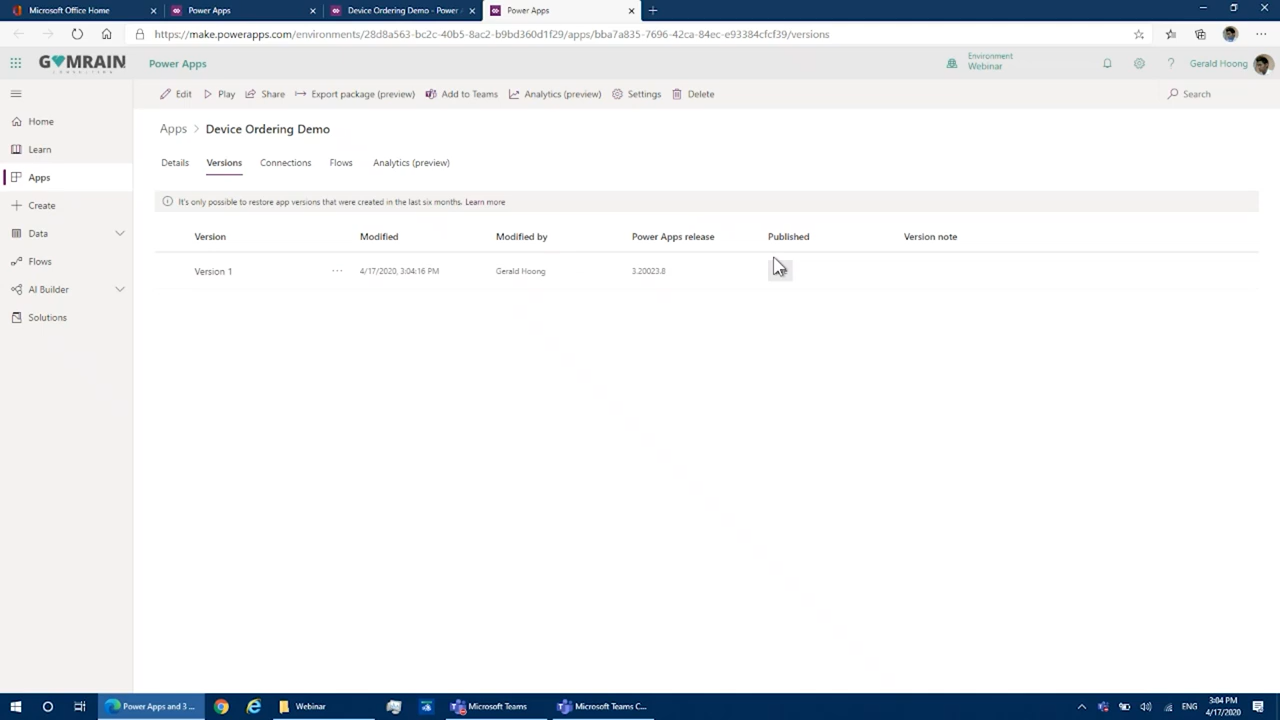 Microsoft Office Home
Power Apps
Device Ordering Demo - Power
Power Apps
https://make.powerapps.com/environments/28d8a563-bc2c-40b5-8ac2-b9bd360d1f29/apps/bba7a835-7696-42ca-84ec-e93384cfcf39/versions
G MRAIN
CONSULTING
Power Apps
Environment
Webinar
Gerald Hoong
Edit
Play
Share
Export package (preview)
Add to Teams
Analytics (preview)
Settings
Delete
Search
Home
Learn
Apps
Create
Data
Flows
AI Builder
Solutions
Apps > Device Ordering Demo
Details
Versions
Connections
Flows
Analytics (preview)
It's only possible to restore app versions that were created in the last six months. Learn more
Version
Modified
Modified by
Power Apps release
Published
Version note
Version 1
...
4/17/2020, 3:04:16 PM
Gerald Hoong
3.20023.8
Power Apps and 3 ...
Webinar
Microsoft Teams
Microsoft Teams C...
ENG
3:04 PM
4/17/2020